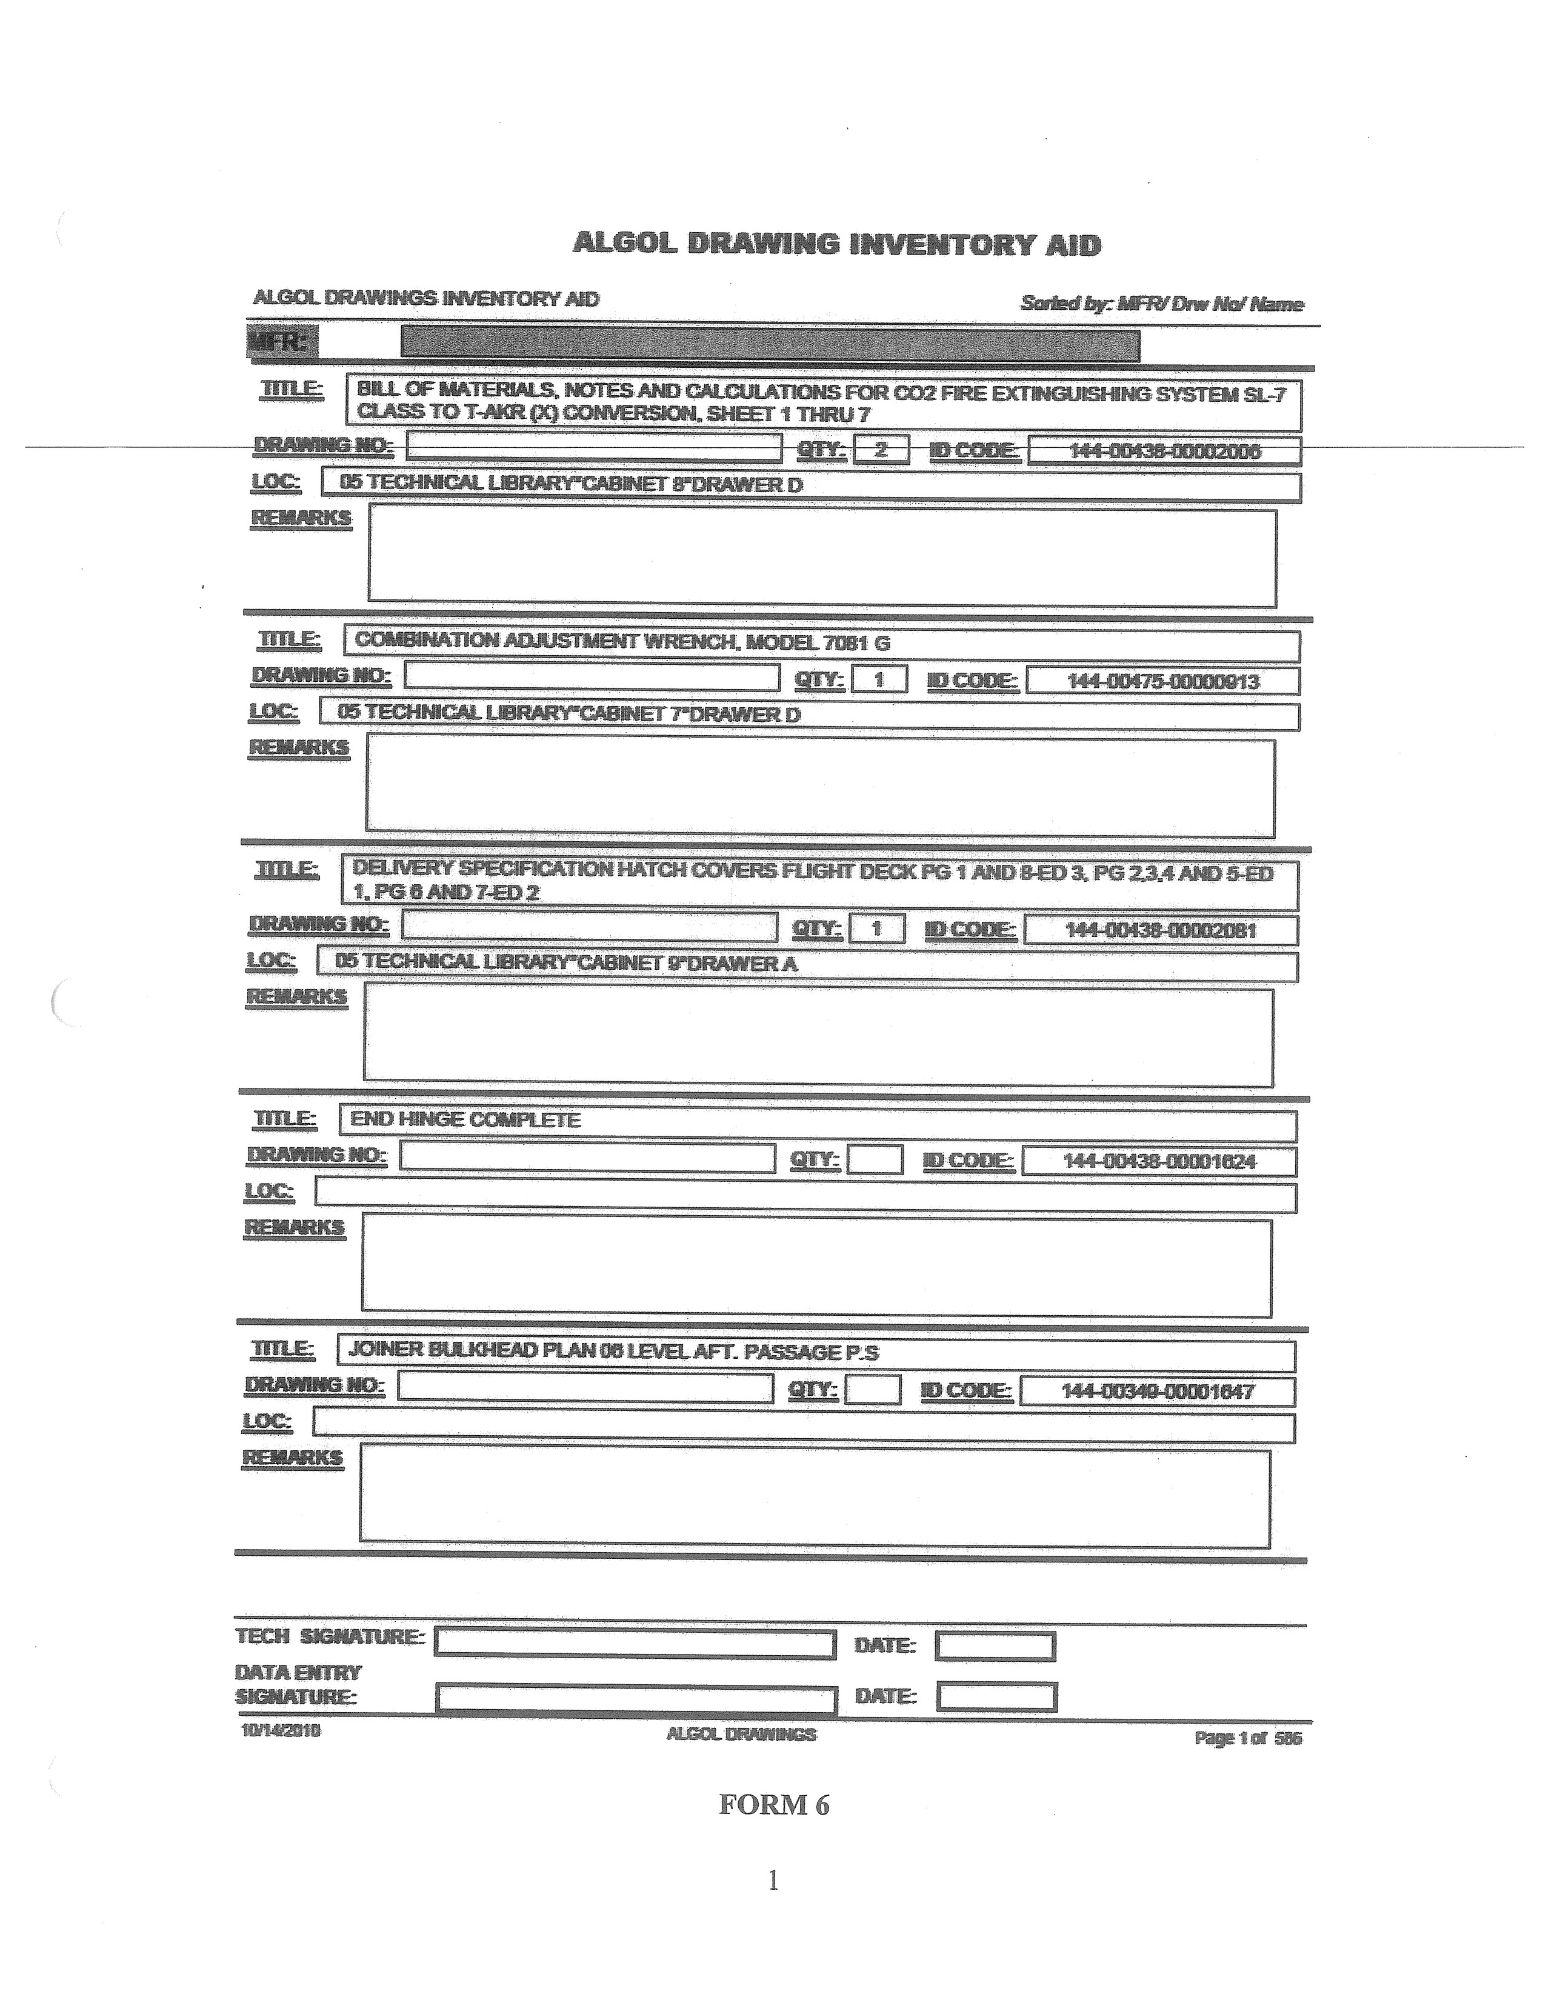 ALGOL DRAWING INVENTORY AID
ALGOL DRAWINGS INVENTORY AID
Sorted by: MFR/ Drw No/ Name
MFR:
TITLE: BILL OF MATERIALS, NOTES AND CALCULATIONS FOR CO2 FIRE EXTINGUISHING SYSTEM SL-7
CLASS TO T-AKR (X) CONVERSION, SHEET 1 THRU 7
DRAWING NO: QTY: 2 ID CODE: 144-00438-00002006
LOC: 05 TECHNICAL LIBRARY*CABINET 8*DRAWER D
REMARKS
TITLE: COMBINATION ADJUSTMENT WRENCH, MODEL 7081 G
DRAWING NO: QTY: 1 ID CODE: 144-00475-00000913
LOC: 05 TECHNICAL LIBRARY*CABINET 7*DRAWER D
REMARKS
TITLE: DELIVERY SPECIFICATION HATCH COVERS FLIGHT DECK PG 1 AND 8-ED 3, PG 2,3,4 AND 5-ED
1, PG 6 AND 7-ED 2
DRAWING NO: QTY: 1 ID CODE: 144-00438-00002081
LOC: 05 TECHNICAL LIBRARY*CABINET 9*DRAWER A
REMARKS
TITLE: END HINGE COMPLETE
DRAWING NO: QTY: ID CODE: 144-00438-00001624
LOC:
REMARKS
TITLE: JOINER BULKHEAD PLAN 06 LEVEL AFT. PASSAGE P.S
DRAWING NO: QTY: ID CODE: 144-00340-00001647
LOC:
REMARKS
TECH SIGNATURE: DATE:
DATA ENTRY
SIGNATURE: DATE:
10/14/2010 ALGOL DRAWINGS Page 1 of 586
FORM 6
1